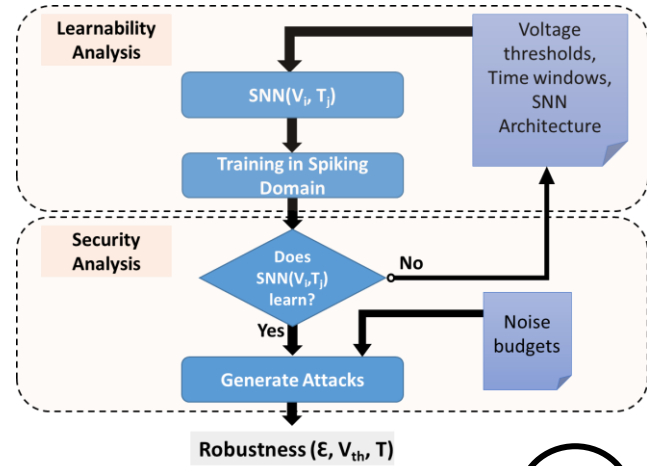 Learnability
Analysis
Voltage
thresholds,
Time windows,
SNN
Architecture
SNN(Vi, Tj)
Training in Spiking
Domain
Security
Analysis
Does
SNN(Vi,Tj)
learn?
No
Yes
Noise
budgets
Generate Attacks
Robustness (Ɛ, Vth, T)